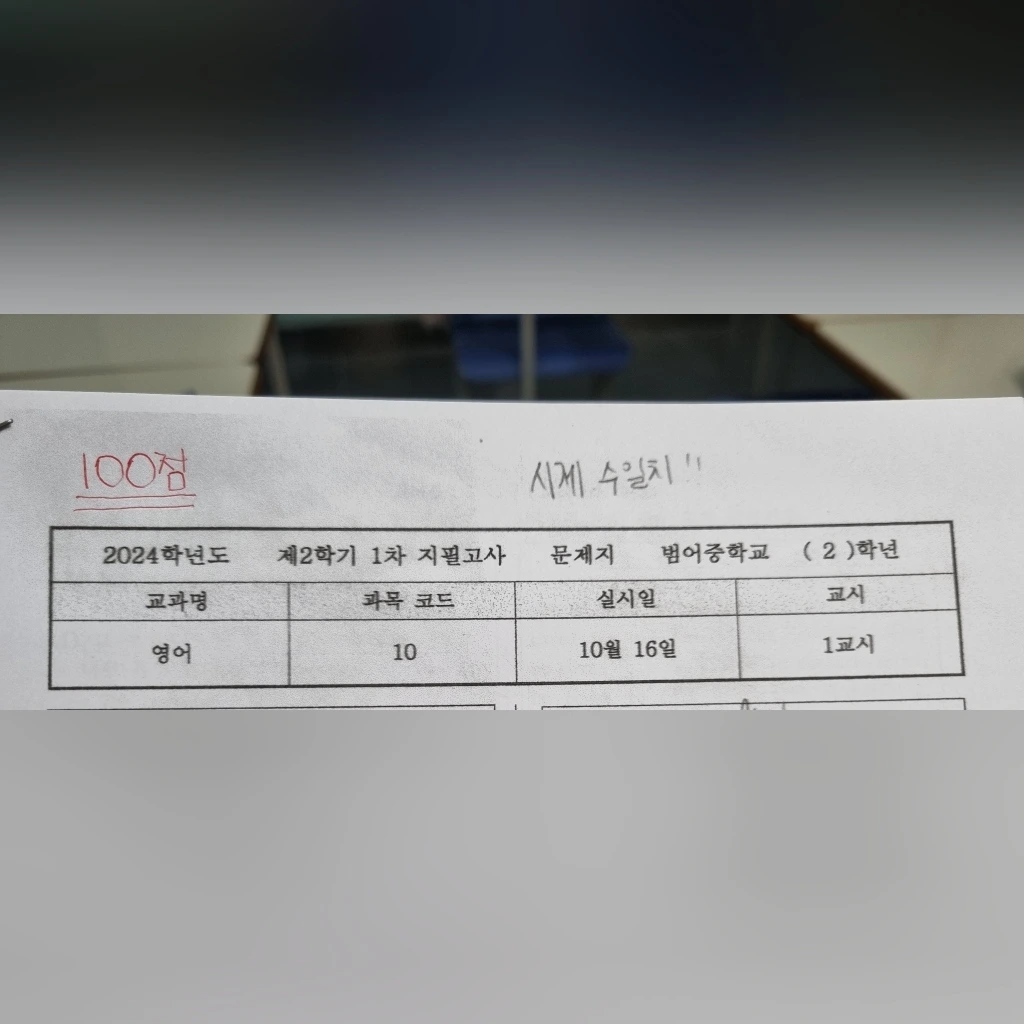 100점
시제 수일치!!
2024학년도 제2학기 1차 지필고사 문제지 범어중학교 ( 2 )학년
교과명 과목 코드 실시일 교시
영어 10 10월 16일 1교시